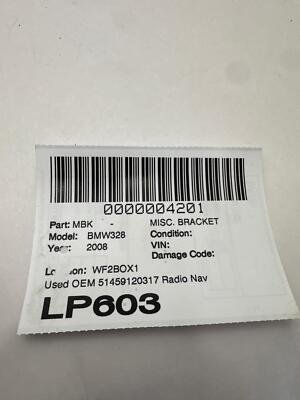 0000004201
Part: MBK MISC. BRACKET
Model: BMW328 Condition:
Year: 2008 VIN:
Damage Code:
Location: WF2BOX1
Used OEM 51459120317 Radio Nav
LP603